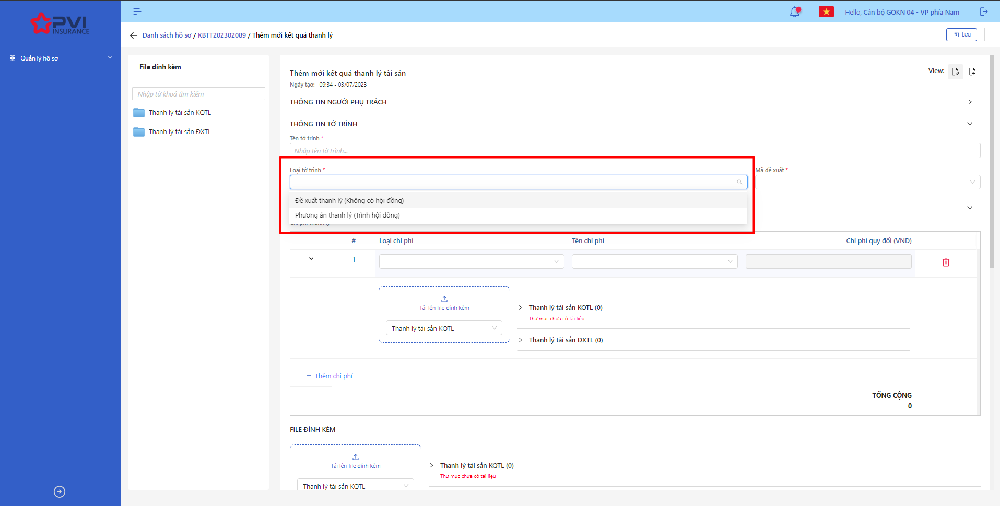 PVI
INSURANCE
Quản lý hồ sơ
Hello, Cán bộ GQKN 04 - VP phía Nam
Danh sách hồ sơ / KBTT202302089 / Thêm mới kết quả thanh lý
Lưu
File đính kèm
Nhập từ khoá tìm kiếm
Thanh lý tài sản KQTL
Thanh lý tài sản ĐXTL
Thêm mới kết quả thanh lý tài sản
View:
Ngày tạo: 09:34 - 03/07/2023
THÔNG TIN NGƯỜI PHỤ TRÁCH
THÔNG TIN TỜ TRÌNH
Tên tờ trình *
Nhập tên tờ trình...
Loại tờ trình *
Mã đề xuất *
Đề xuất thanh lý (Không có hội đồng)
Phương án thanh lý (Trình hội đồng)
# Loại chi phí Tên chi phí Chi phí quy đổi (VND)
1
Tải lên file đính kèm
Thanh lý tài sản KQTL
Thanh lý tài sản KQTL (0)
Thư mục chưa có tài liệu
Thanh lý tài sản ĐXTL (0)
+ Thêm chi phí
TỔNG CỘNG
0
FILE ĐÍNH KÈM
Tải lên file đính kèm
Thanh lý tài sản KQTL
Thanh lý tài sản KQTL (0)
Thư mục chưa có tài liệu